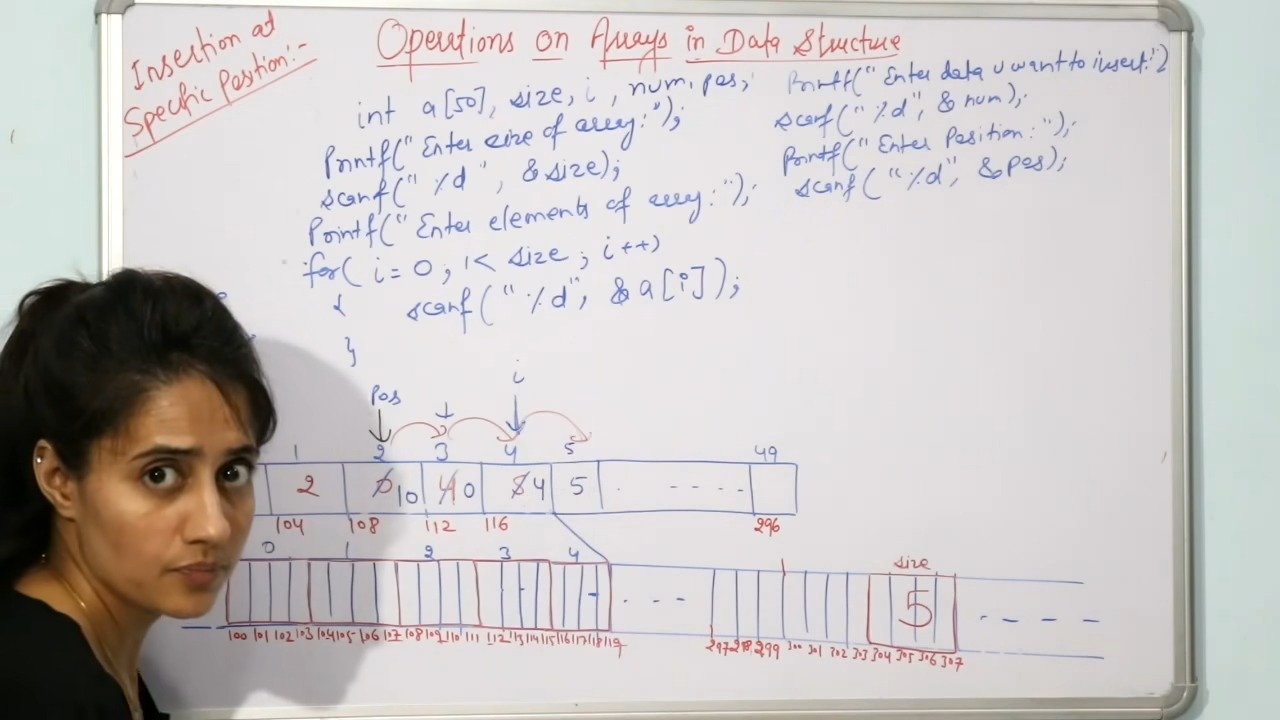 Insertion at
Specific Position:-
Operations on Arrays in Data Structure
int a[50], size, i, num, pos;
Printf("Enter size of array:");
scanf("%d", &size);
Printf("Enter elements of array:");
for( i=0; i< size; i++)
{ scanf("%d", &a[i]);
}
Printf("Enter data u want to insert:")
scanf("%d", &num);
Printf("Enter Position:");
scanf("%d", &pos);
Pos i
1 2 3 4 5 49
2 10 0 4 5 . ----
104 108 112 116 296
0 1 2 3 4 size
. - - - 5 - - - -
100 101 102 103 104 105 106 107 108 109 110 111 112 113 114 115 116 117 118 119 297 298 299 300 301 302 303 304 305 306 307